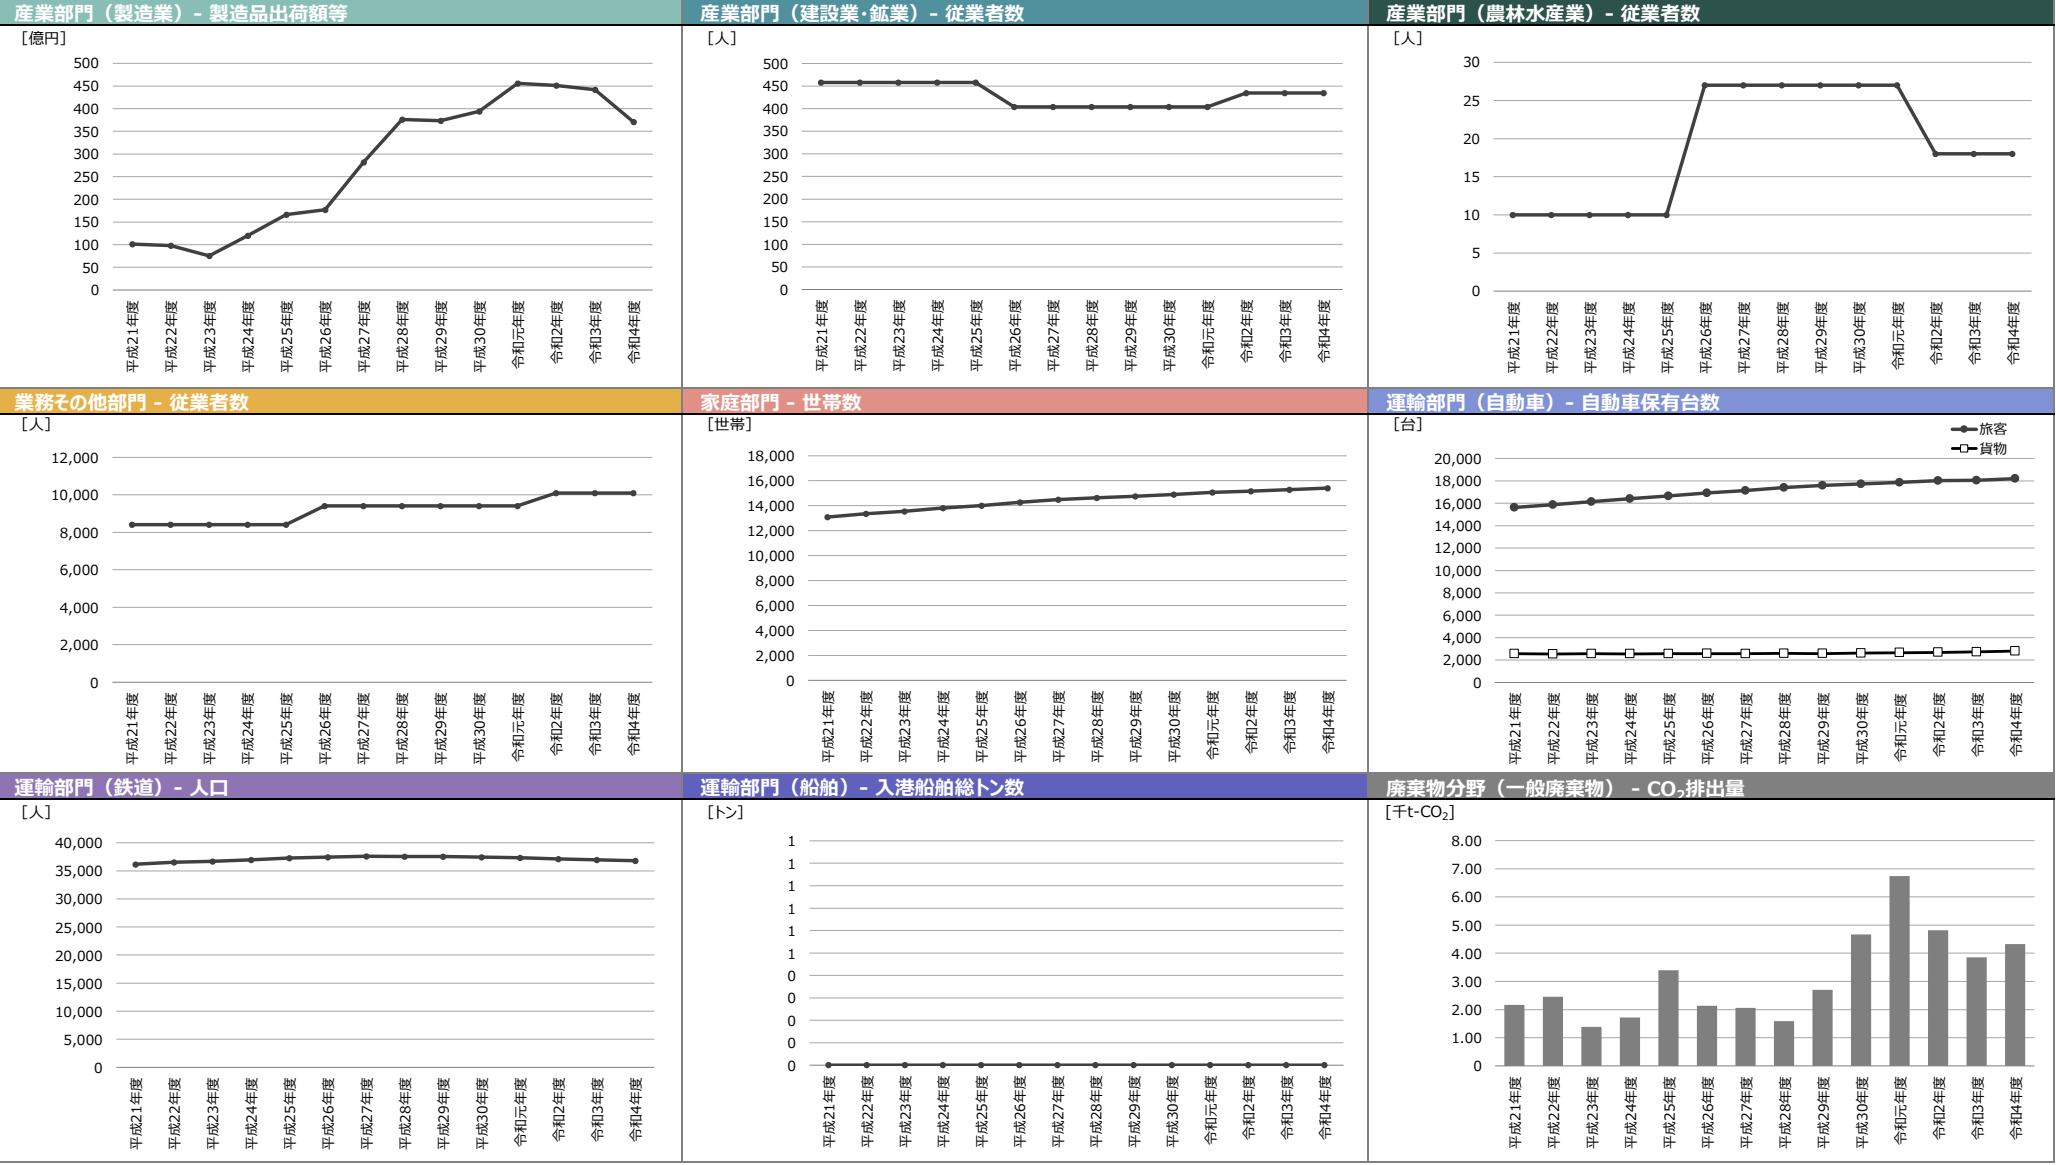 産業部門（製造業）- 製造品出荷額等
[億円]
500
450
400
350
300
250
200
150
100
50
0
平成21年度
平成22年度
平成23年度
平成24年度
平成25年度
平成26年度
平成27年度
平成28年度
平成29年度
平成30年度
令和元年度
令和2年度
令和3年度
令和4年度
産業部門（建設業･鉱業）- 従業者数
[人]
500
450
400
350
300
250
200
150
100
50
0
平成21年度
平成22年度
平成23年度
平成24年度
平成25年度
平成26年度
平成27年度
平成28年度
平成29年度
平成30年度
令和元年度
令和2年度
令和3年度
令和4年度
産業部門（農林水産業）- 従業者数
[人]
30
25
20
15
10
5
0
平成21年度
平成22年度
平成23年度
平成24年度
平成25年度
平成26年度
平成27年度
平成28年度
平成29年度
平成30年度
令和元年度
令和2年度
令和3年度
令和4年度
業務その他部門 - 従業者数
[人]
12,000
10,000
8,000
6,000
4,000
2,000
0
平成21年度
平成22年度
平成23年度
平成24年度
平成25年度
平成26年度
平成27年度
平成28年度
平成29年度
平成30年度
令和元年度
令和2年度
令和3年度
令和4年度
家庭部門 - 世帯数
[世帯]
18,000
16,000
14,000
12,000
10,000
8,000
6,000
4,000
2,000
0
平成21年度
平成22年度
平成23年度
平成24年度
平成25年度
平成26年度
平成27年度
平成28年度
平成29年度
平成30年度
令和元年度
令和2年度
令和3年度
令和4年度
運輸部門（自動車）- 自動車保有台数
[台]
旅客
貨物
20,000
18,000
16,000
14,000
12,000
10,000
8,000
6,000
4,000
2,000
0
平成21年度
平成22年度
平成23年度
平成24年度
平成25年度
平成26年度
平成27年度
平成28年度
平成29年度
平成30年度
令和元年度
令和2年度
令和3年度
令和4年度
運輸部門（鉄道）- 人口
[人]
40,000
35,000
30,000
25,000
20,000
15,000
10,000
5,000
0
平成21年度
平成22年度
平成23年度
平成24年度
平成25年度
平成26年度
平成27年度
平成28年度
平成29年度
平成30年度
令和元年度
令和2年度
令和3年度
令和4年度
運輸部門（船舶）- 入港船舶総トン数
[トン]
1
1
1
1
1
1
0
0
0
0
0
平成21年度
平成22年度
平成23年度
平成24年度
平成25年度
平成26年度
平成27年度
平成28年度
平成29年度
平成30年度
令和元年度
令和2年度
令和3年度
令和4年度
廃棄物分野（一般廃棄物） - CO₂排出量
[千t-CO₂]
8.00
7.00
6.00
5.00
4.00
3.00
2.00
1.00
0
平成21年度
平成22年度
平成23年度
平成24年度
平成25年度
平成26年度
平成27年度
平成28年度
平成29年度
平成30年度
令和元年度
令和2年度
令和3年度
令和4年度